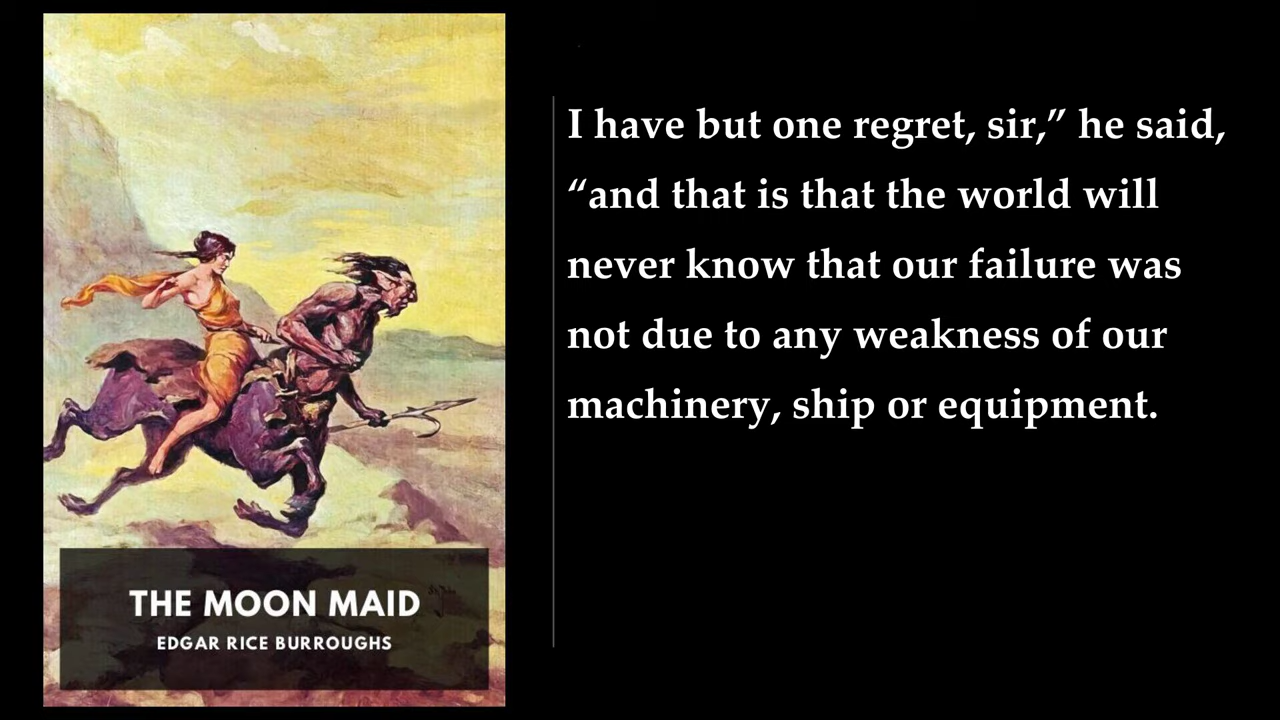 I have but one regret, sir,” he said,
“and that is that the world will
never know that our failure was
not due to any weakness of our
machinery, ship or equipment.
THE MOON MAID
EDGAR RICE BURROUGHS